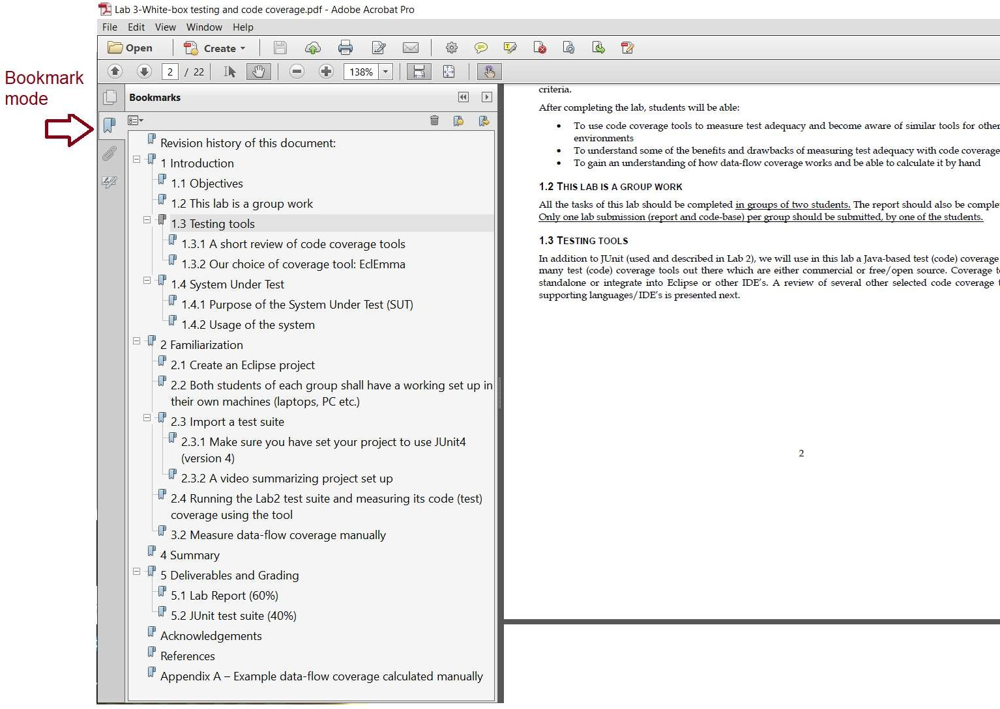 Lab 3-White-box testing and code coverage.pdf - Adobe Acrobat Pro
File Edit View Window Help
Open Create
2 / 22 138%
Bookmark
mode
Bookmarks
Revision history of this document:
1 Introduction
1.1 Objectives
1.2 This lab is a group work
1.3 Testing tools
1.3.1 A short review of code coverage tools
1.3.2 Our choice of coverage tool: EclEmma
1.4 System Under Test
1.4.1 Purpose of the System Under Test (SUT)
1.4.2 Usage of the system
2 Familiarization
2.1 Create an Eclipse project
2.2 Both students of each group shall have a working set up in
their own machines (laptops, PC etc.)
2.3 Import a test suite
2.3.1 Make sure you have set your project to use JUnit4
(version 4)
2.3.2 A video summarizing project set up
2.4 Running the Lab2 test suite and measuring its code (test)
coverage using the tool
3.2 Measure data-flow coverage manually
4 Summary
5 Deliverables and Grading
5.1 Lab Report (60%)
5.2 JUnit test suite (40%)
Acknowledgements
References
Appendix A – Example data-flow coverage calculated manually
criteria.
After completing the lab, students will be able:
• To use code coverage tools to measure test adequacy and become aware of similar tools for other
environments
• To understand some of the benefits and drawbacks of measuring test adequacy with code coverage
• To gain an understanding of how data-flow coverage works and be able to calculate it by hand
1.2 THIS LAB IS A GROUP WORK
All the tasks of this lab should be completed in groups of two students. The report should also be
Only one lab submission (report and code-base) per group should be submitted, by one of the students.
1.3 TESTING TOOLS
In addition to JUnit (used and described in Lab 2), we will use in this lab a Java-based test (code) coverage
many test (code) coverage tools out there which are either commercial or free/open source. Coverage
standalone or integrate into Eclipse or other IDE's. A review of several other selected code coverage
supporting languages/IDE's is presented next.
2